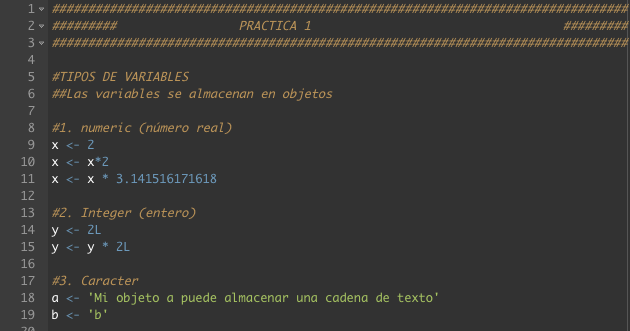 1 ################################################################################
2 #########                 PRACTICA 1                                   #########
3 ################################################################################
4
5 #TIPOS DE VARIABLES
6 ##Las variables se almacenan en objetos
7
8 #1. numeric (número real)
9 x <- 2
10 x <- x*2
11 x <- x * 3.141516171618
12
13 #2. Integer (entero)
14 y <- 2L
15 y <- y * 2L
16
17 #3. Caracter
18 a <- 'Mi objeto a puede almacenar una cadena de texto'
19 b <- 'b'